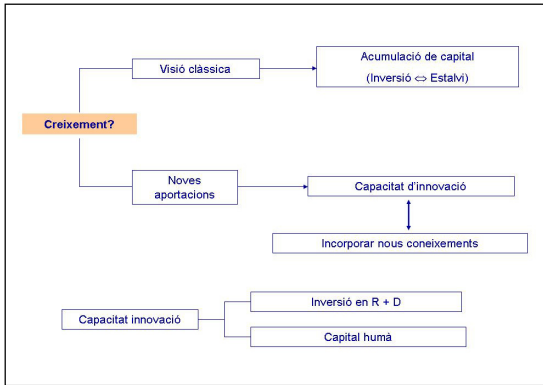 Visió clàssica
Acumulació de capital
(Inversió ⇔ Estalvi)
Creixement?
Noves
aportacions
Capacitat d'innovació
Incorporar nous coneixements
Capacitat innovació
Inversió en R + D
Capital humà